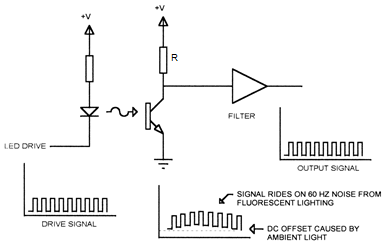 +V
+V
R
LED DRIVE
FILTER
OUTPUT SIGNAL
SIGNAL RIDES ON 60 HZ NOISE FROM
FLUORESCENT LIGHTING
DC OFFSET CAUSED BY
AMBIENT LIGHT
DRIVE SIGNAL